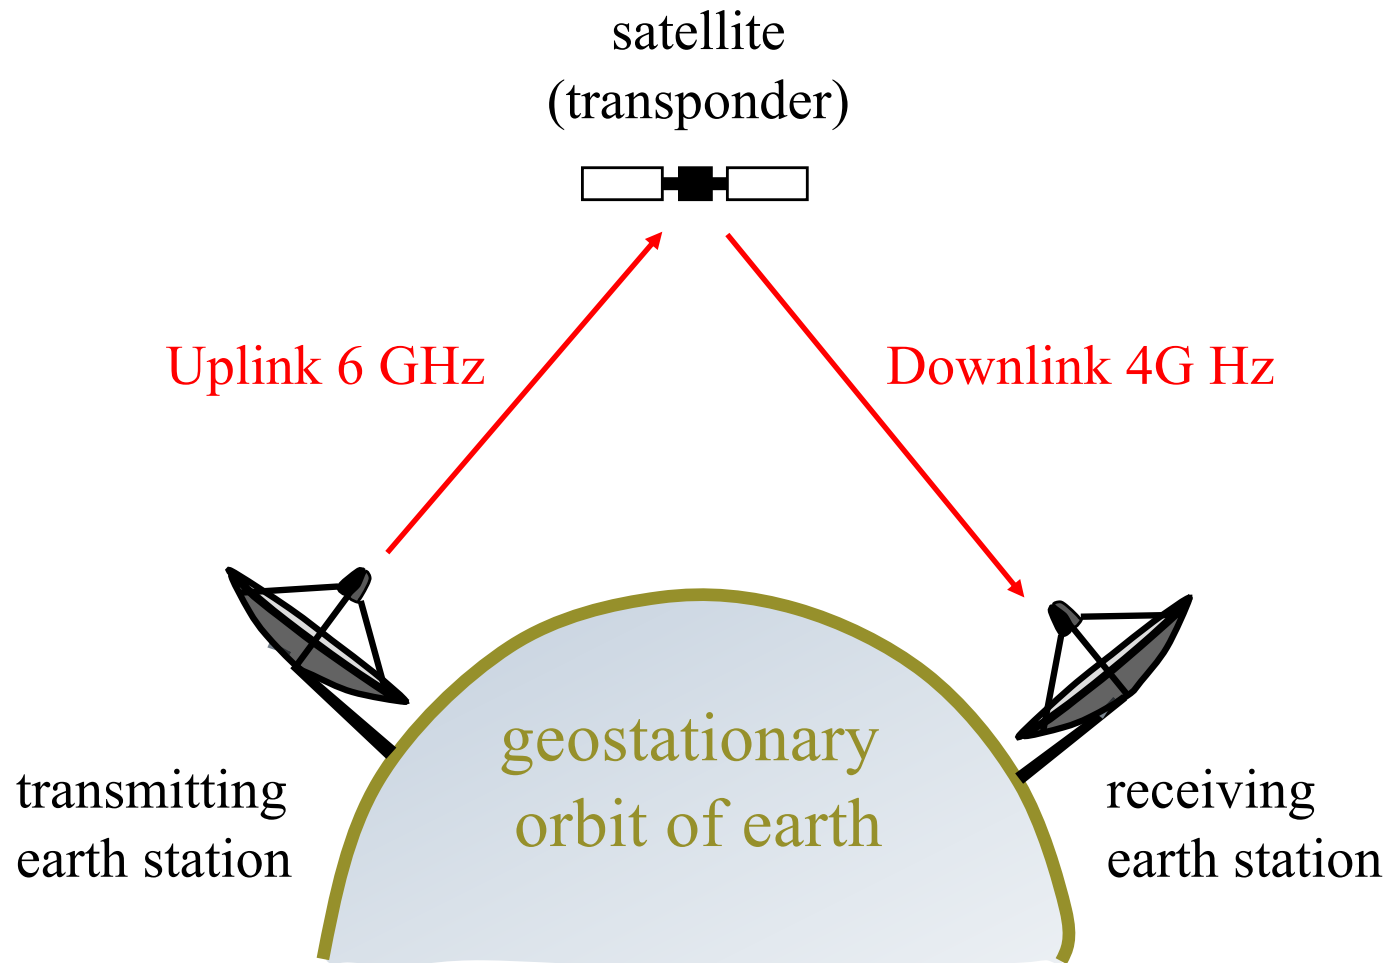 satellite
(transponder)
Uplink 6 GHz
Downlink 4G Hz
geostationary
orbit of earth
transmitting
earth station
receiving
earth station